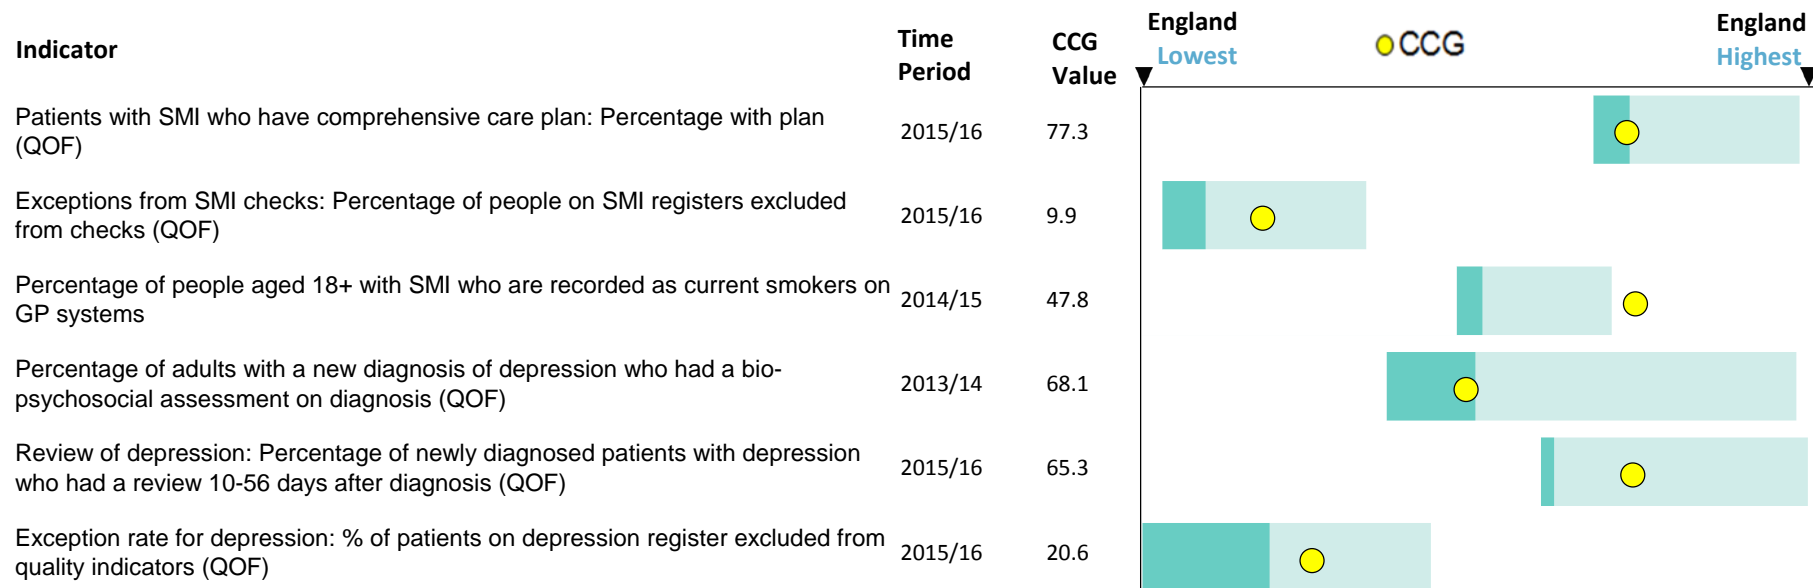 Indicator
Time
Period
CCG
Value
England
Lowest
CCG
England
Highest
Patients with SMI who have comprehensive care plan: Percentage with plan
(QOF)
2015/16
77.3
Exceptions from SMI checks: Percentage of people on SMI registers excluded
from checks (QOF)
2015/16
9.9
Percentage of people aged 18+ with SMI who are recorded as current smokers on
GP systems
2014/15
47.8
Percentage of adults with a new diagnosis of depression who had a bio-
psychosocial assessment on diagnosis (QOF)
2013/14
68.1
Review of depression: Percentage of newly diagnosed patients with depression
who had a review 10-56 days after diagnosis (QOF)
2015/16
65.3
Exception rate for depression: % of patients on depression register excluded from
quality indicators (QOF)
2015/16
20.6